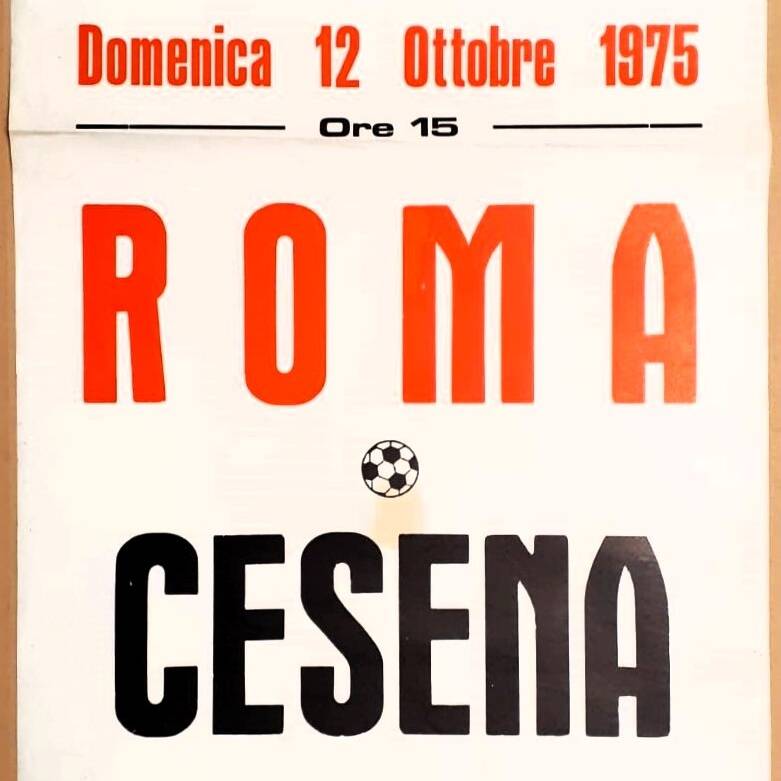 Domenica 12 Ottobre 1975
Ore 15
ROMA
CESENA